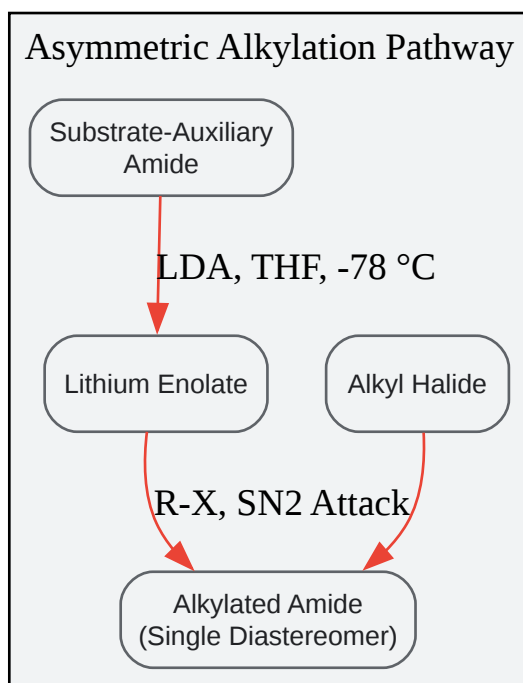 Asymmetric Alkylation Pathway
Substrate-Auxiliary
Amide
LDA, THF, -78 °C
Lithium Enolate
Alkyl Halide
R-X, SN2 Attack
Alkylated Amide
(Single Diastereomer)